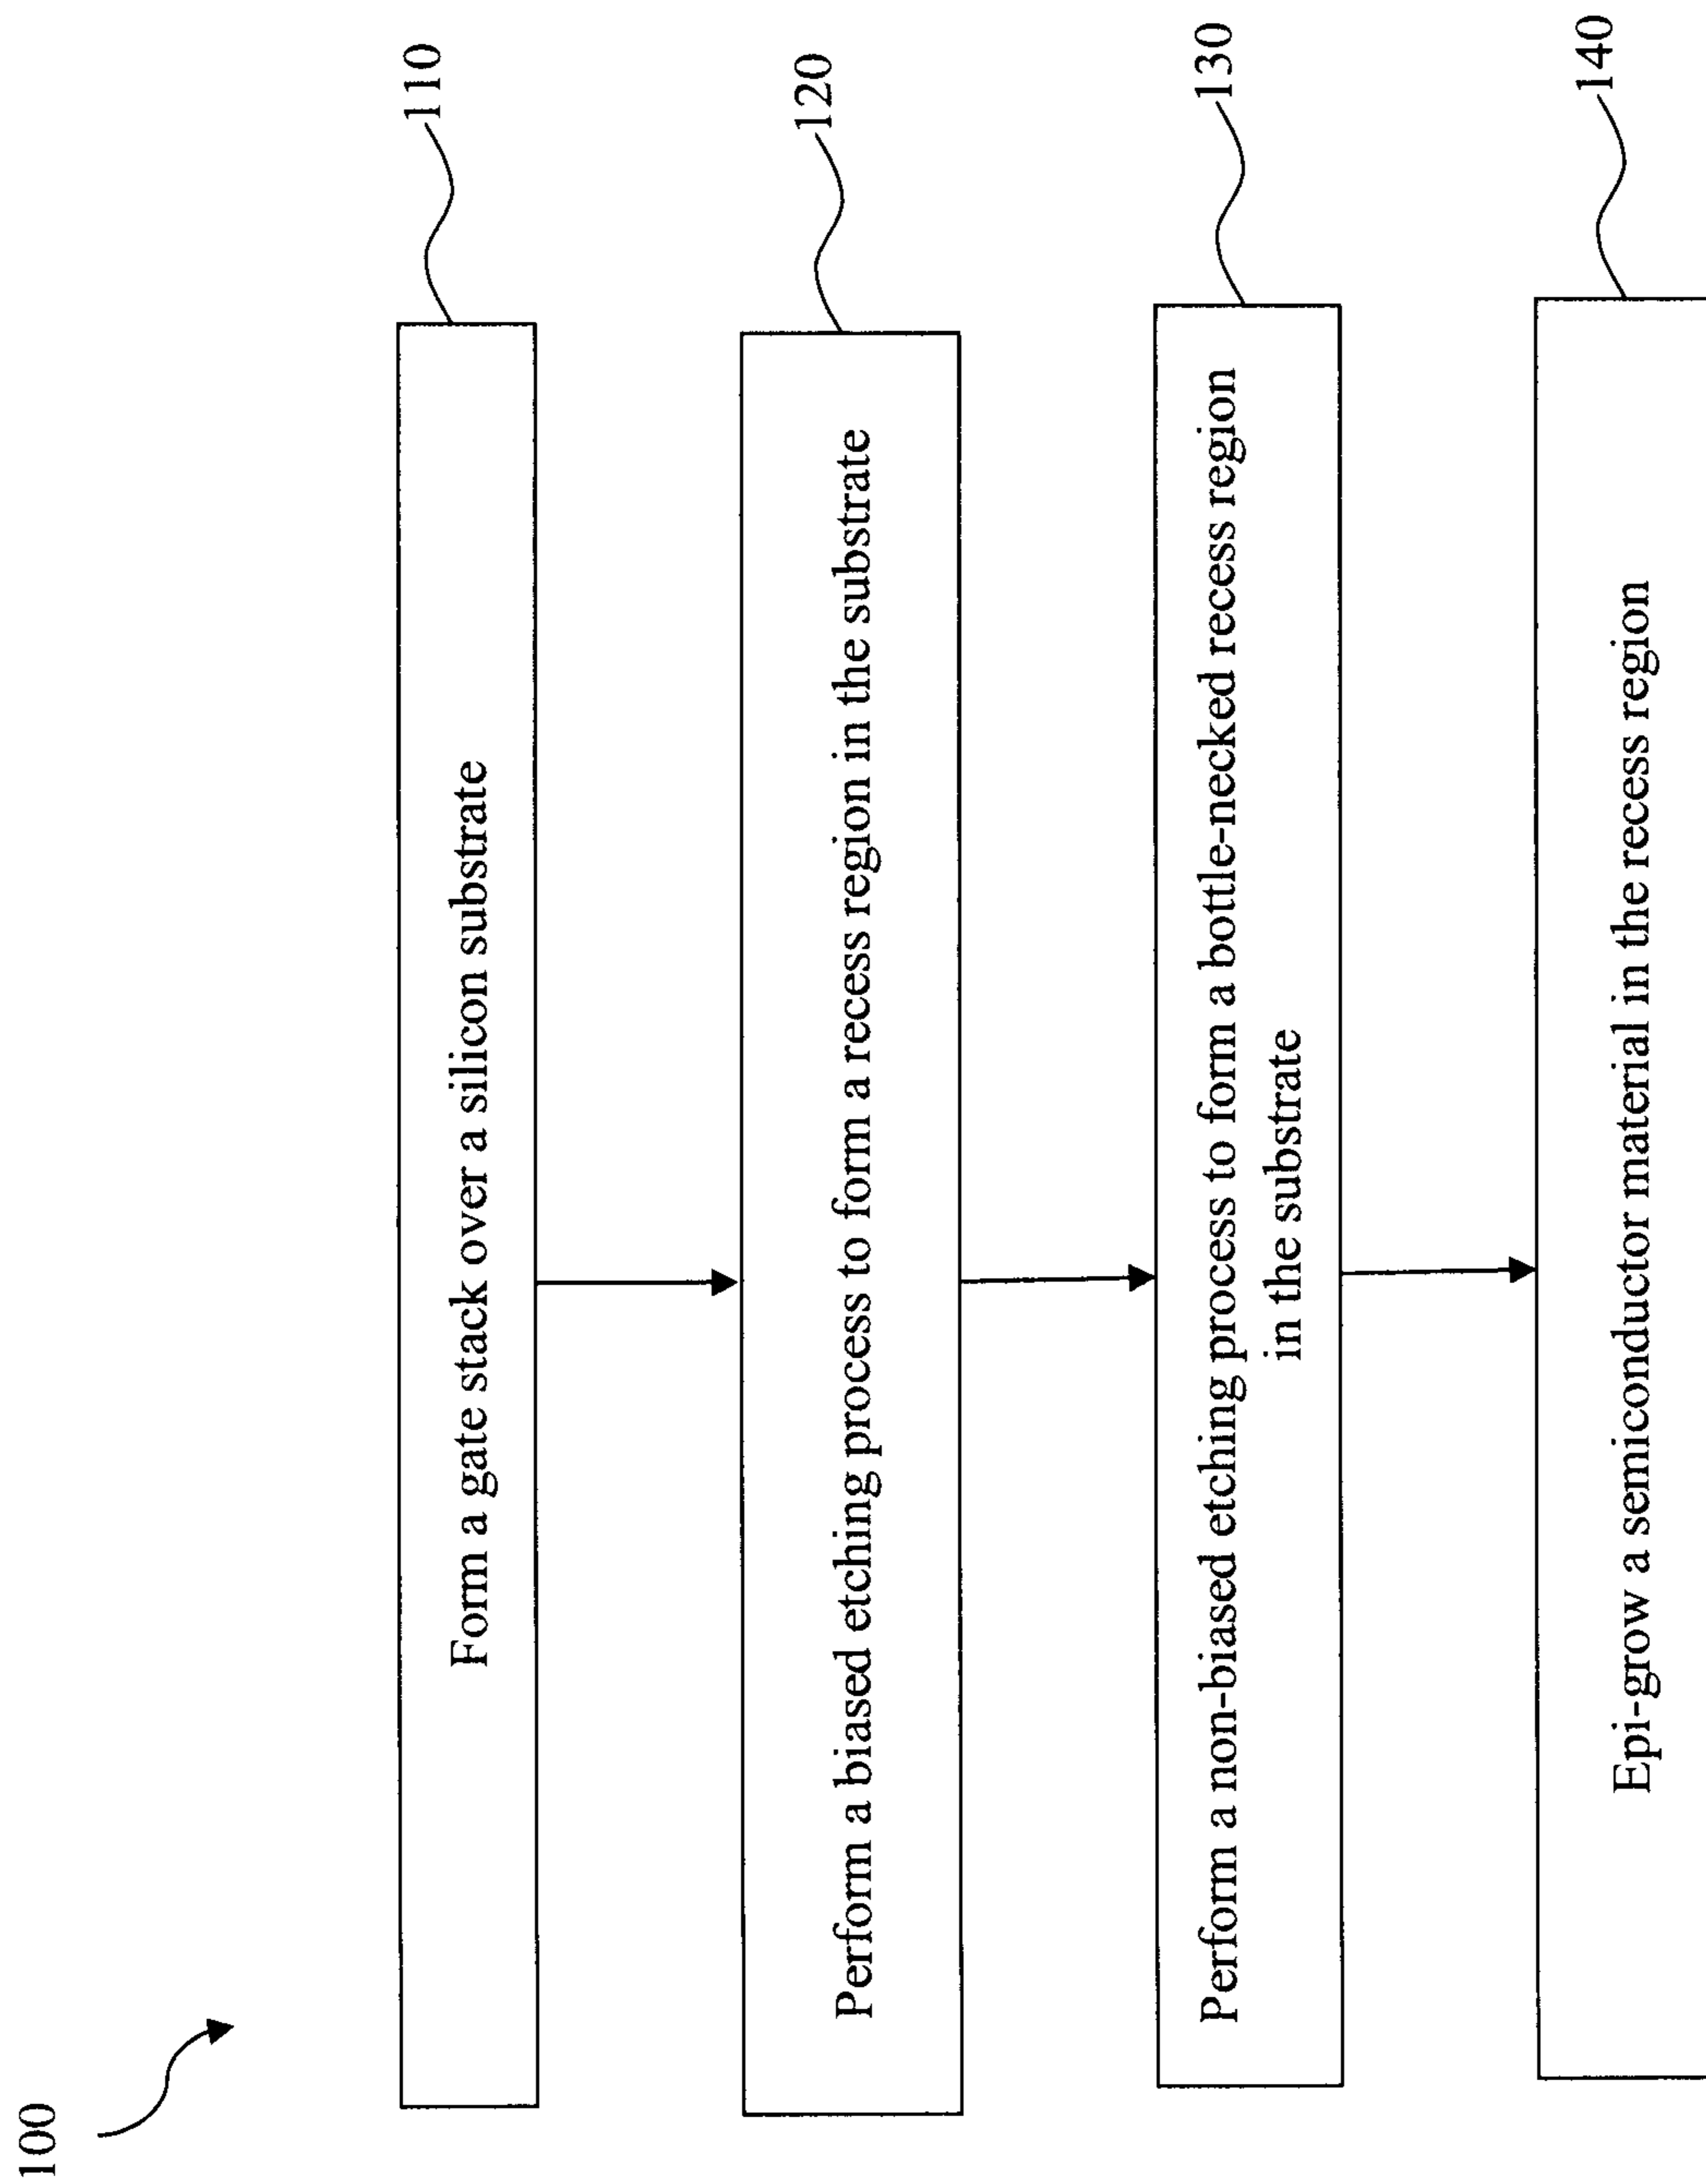 100
Form a gate stack over a silicon substrate
110
Perform a biased etching process to form a recess region in the substrate
120
Perform a non-biased etching process to form a bottle-necked recess region
in the substrate
130
Epi-grow a semiconductor material in the recess region
140